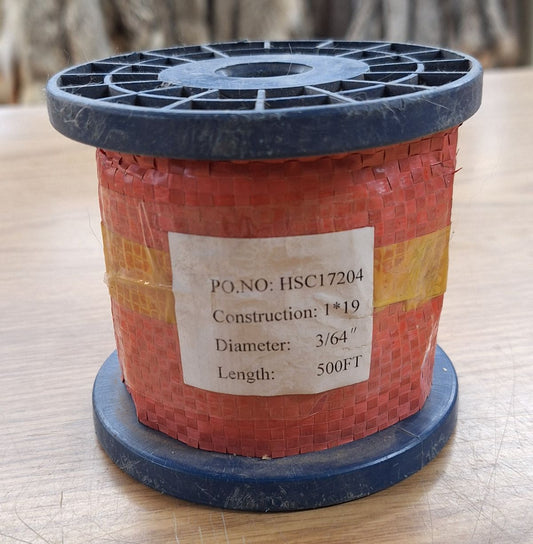 PO.NO: HSC17204
Construction: 1*19
Diameter: 3/64"
Length: 500FT